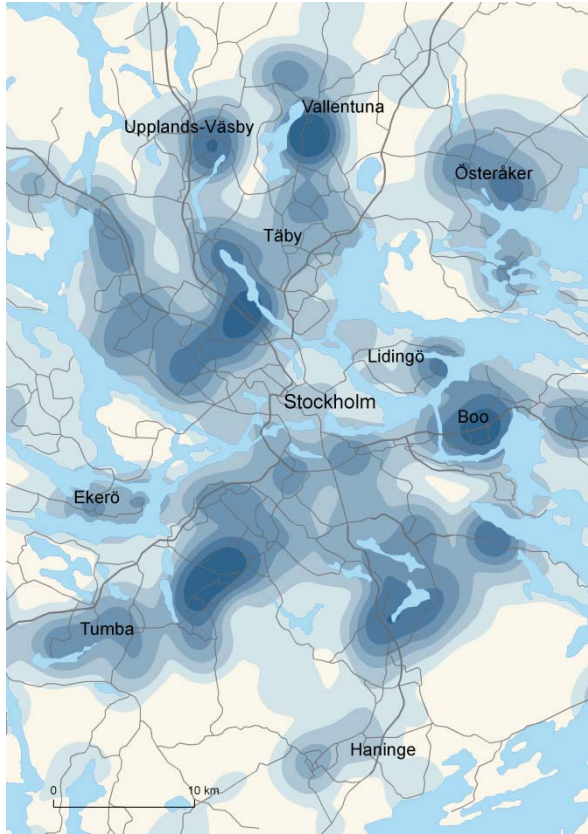 Vallentuna
Upplands-Väsby
Österåker
Täby
Lidingö
Stockholm
Boo
Ekerö
Tumba
Haninge
0 10 km